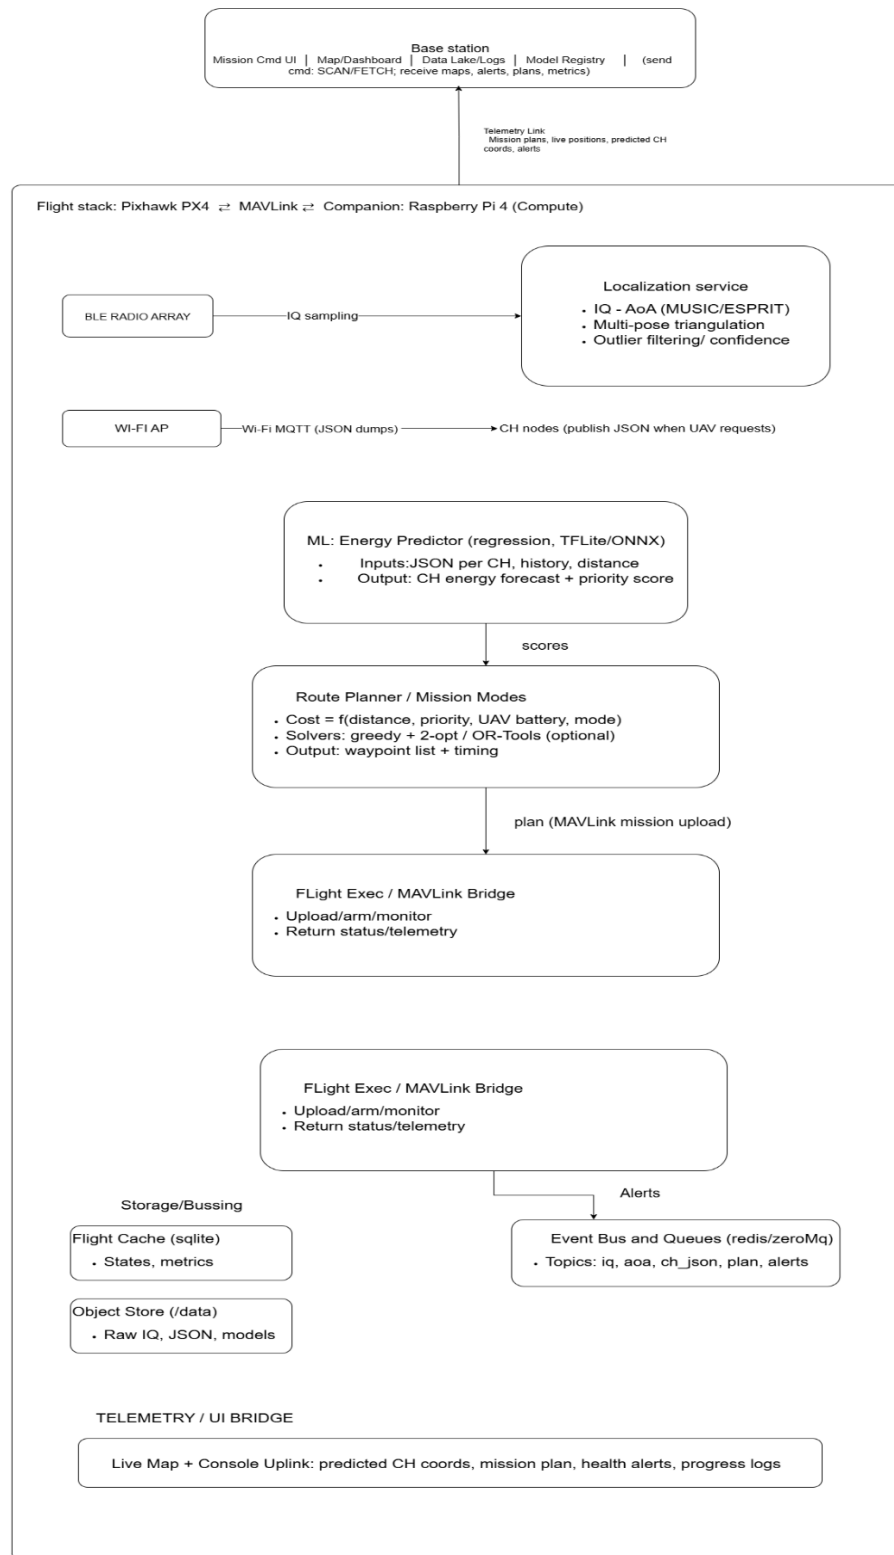 Base station
Mission Cmd UI | Map/Dashboard | Data Lake/Logs | Model Registry | (send
cmd: SCAN/FETCH; receive maps, alerts, plans, metrics)
Telemetry Link
Mission plans, live positions, predicted CH
coords, alerts
Flight stack: Pixhawk PX4 ⇄ MAVLink ⇄ Companion: Raspberry Pi 4 (Compute)
BLE RADIO ARRAY
IQ sampling
Localization service
• IQ - AoA (MUSIC/ESPRIT)
• Multi-pose triangulation
• Outlier filtering/ confidence
WI-FI AP
Wi-Fi MQTT (JSON dumps)
CH nodes (publish JSON when UAV requests)
ML: Energy Predictor (regression, TFLite/ONNX)
• Inputs:JSON per CH, history, distance
• Output: CH energy forecast + priority score
scores
Route Planner / Mission Modes
• Cost = f(distance, priority, UAV battery, mode)
• Solvers: greedy + 2-opt / OR-Tools (optional)
• Output: waypoint list + timing
plan (MAVLink mission upload)
FLight Exec / MAVLink Bridge
• Upload/arm/monitor
• Return status/telemetry
FLight Exec / MAVLink Bridge
• Upload/arm/monitor
• Return status/telemetry
Alerts
Storage/Bussing
Flight Cache (sqlite)
• States, metrics
Event Bus and Queues (redis/zeroMq)
• Topics: iq, aoa, ch_json, plan, alerts
Object Store (/data)
• Raw IQ, JSON, models
TELEMETRY / UI BRIDGE
Live Map + Console Uplink: predicted CH coords, mission plan, health alerts, progress logs